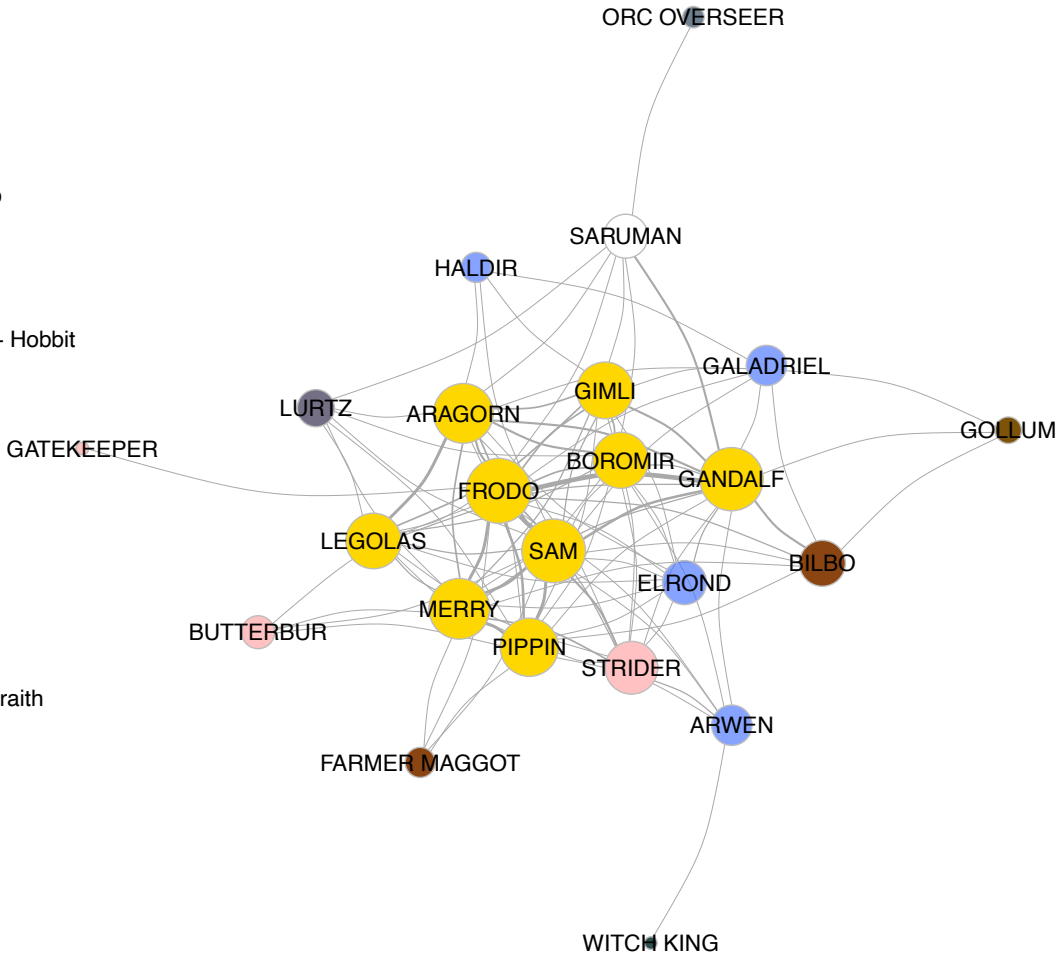 ORC OVERSEER
SARUMAN
HALDIR
- Hobbit
GALADRIEL
GIMLI
LURTZ
ARAGORN
GOLLUM
GATEKEEPER
BOROMIR
GANDALF
FRODO
LEGOLAS
SAM
BILBO
ELROND
MERRY
BUTTERBUR
PIPPIN
STRIDER
raith
ARWEN
FARMER MAGGOT
WITCH KING